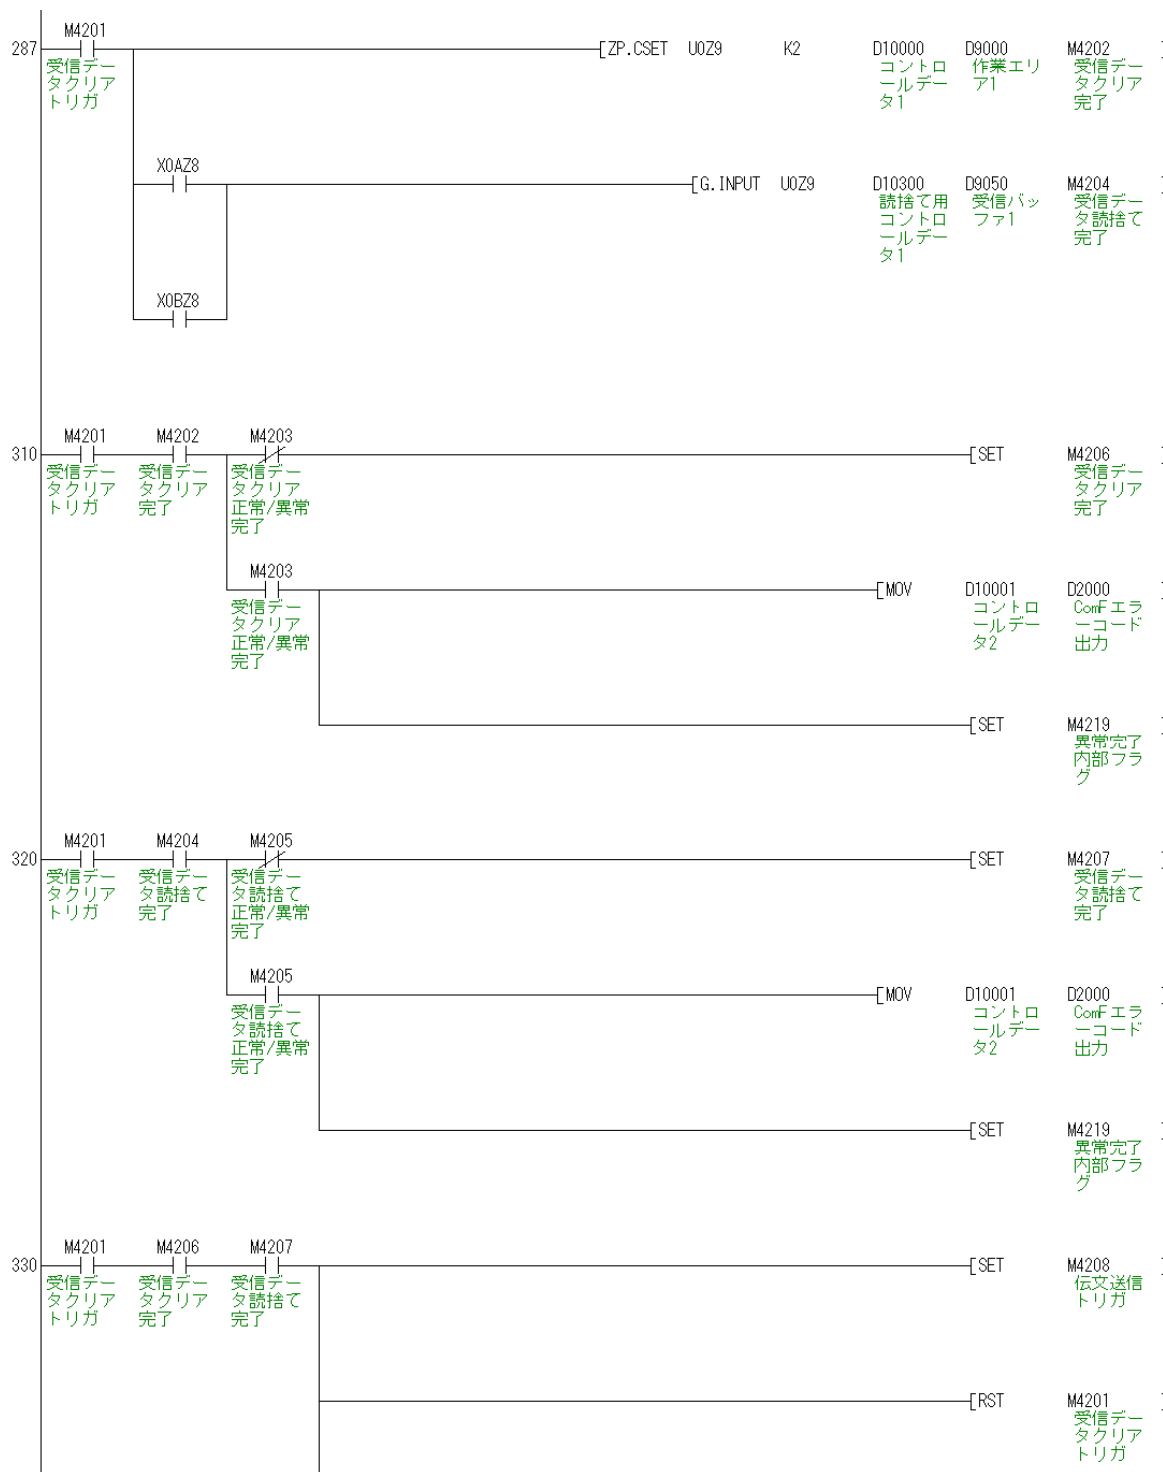 M4201
287 [ZP.CSET U0Z9 K2 D10000 D9000 M4202 ]
受信デー コントロ 作業エリ 受信デー
タクリア ールデー ア1 タクリア
トリガ タ1 完了
X0AZ8
[G.INPUT U0Z9 D10300 D9050 M4204 ]
読捨て用 受信バッ 受信デー
コントロ ファ1 タ読捨て
ールデー 完了
タ1
X0BZ8
M4201 M4202 M4203
310 [SET M4206 ]
受信デー 受信デー 受信デー 受信デー
タクリア タクリア タクリア タクリア
トリガ 完了 正常/異常 完了
完了
M4203
[MOV D10001 D2000 ]
受信デー コントロ ComFエラ
タクリア ールデー ーコード
正常/異常 タ2 出力
完了
[SET M4219 ]
異常完了
内部フラ
グ
M4201 M4204 M4205
320 [SET M4207 ]
受信デー 受信デー 受信デー 受信デー
タクリア タ読捨て タ読捨て タ読捨て
トリガ 完了 正常/異常 完了
完了
M4205
[MOV D10001 D2000 ]
受信デー コントロ ComFエラ
タ読捨て ールデー ーコード
正常/異常 タ2 出力
完了
[SET M4219 ]
異常完了
内部フラ
グ
M4201 M4206 M4207
330 [SET M4208 ]
受信デー 受信デー 受信デー 伝文送信
タクリア タクリア タ読捨て トリガ
トリガ 完了 完了
[RST M4201 ]
受信デー
タクリア
トリガ